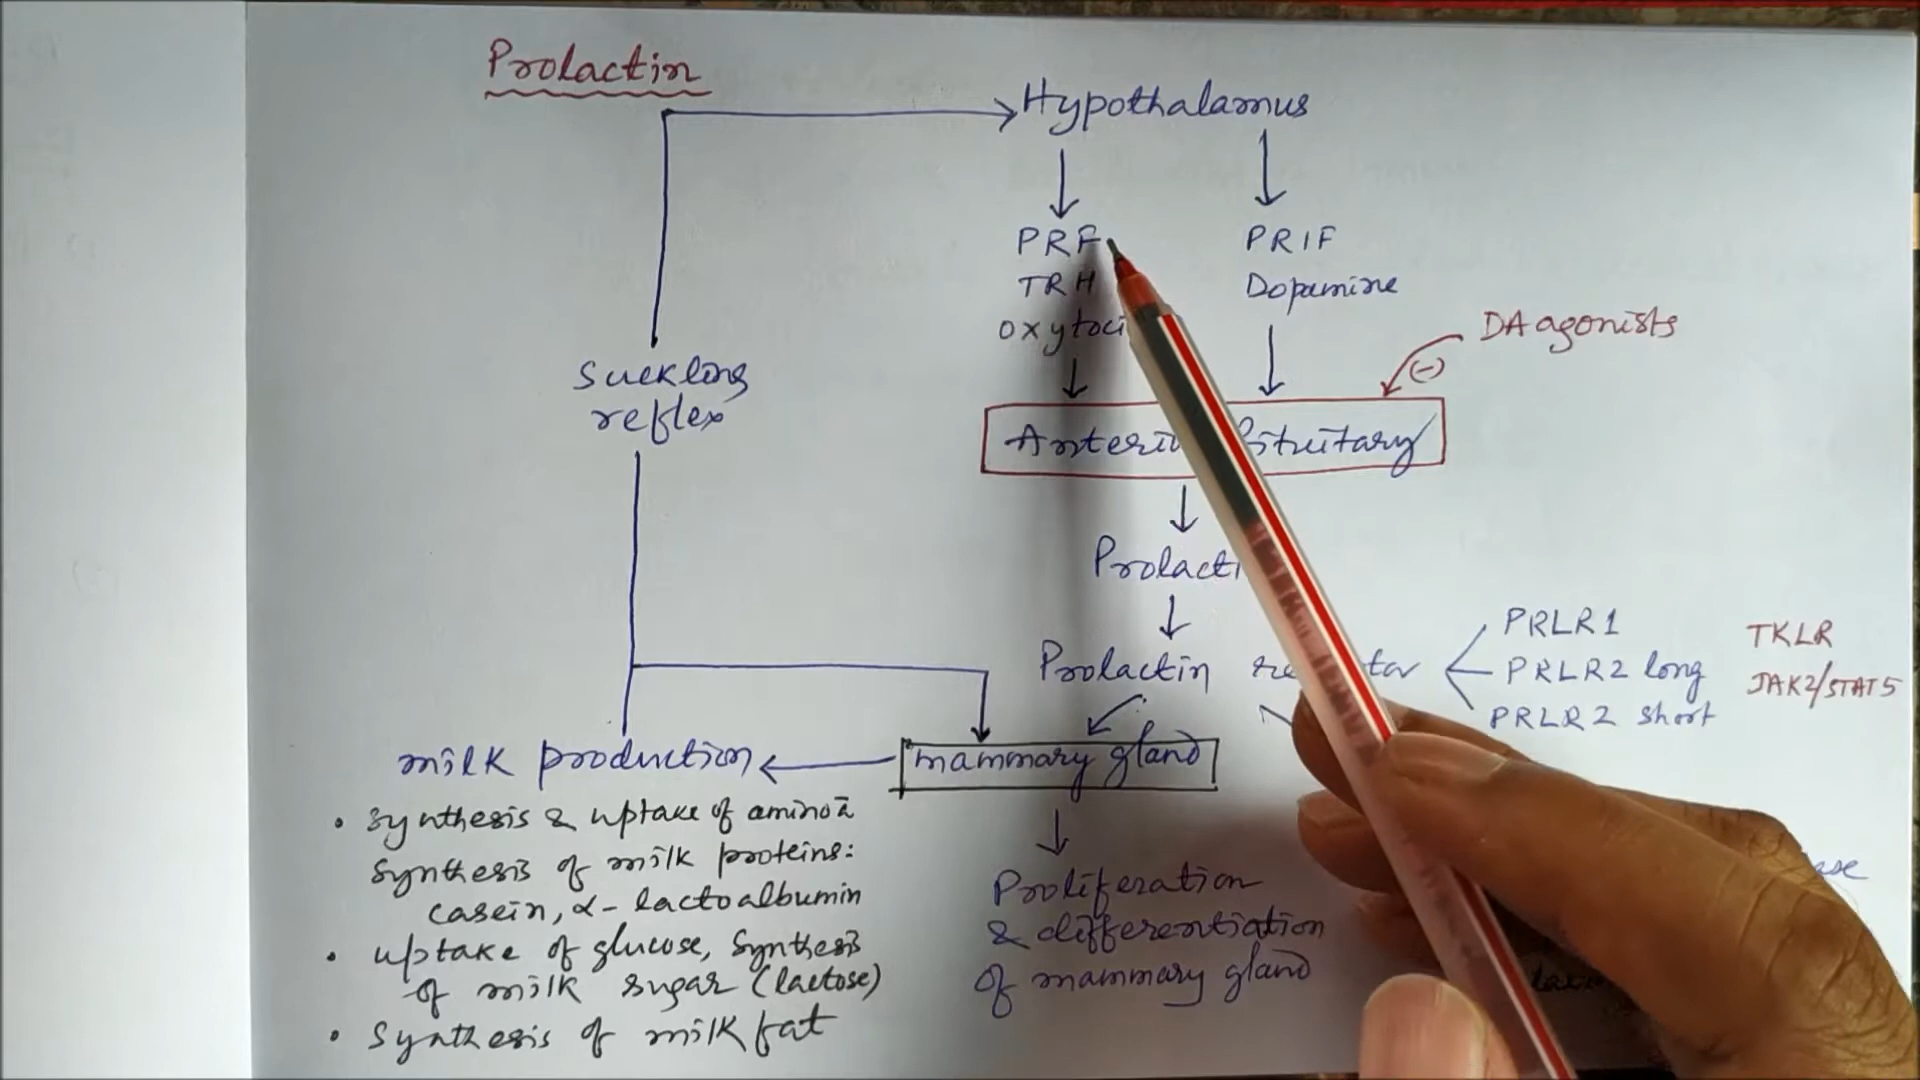 Prolactin
Hypothalamus
PRF
TRH
PRIF
Dopamine
DA agonists
(-)
Suckling
reflex
Pituitary
Prolactin
PRLR1
PRLR2 long
PRLR2 short
TKLR
JAK2/STAT5
milk production
mammary gland
• Synthesis & uptake of amino
Synthesis of milk proteins:
casein, α-lactoalbumin
• uptake of glucose, Synthesis
of milk sugar (lactose)
• Synthesis of milk fat
Proliferation
& differentiation
of mammary gland